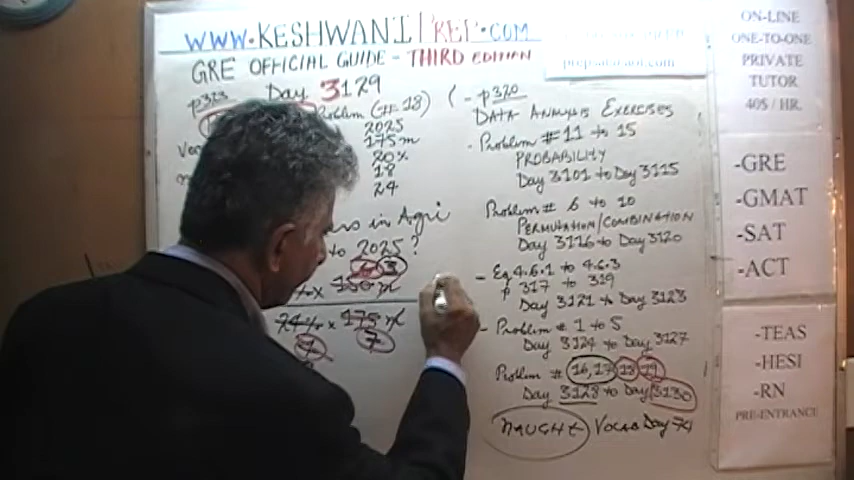 WWW.KESHWANIPREP.COM
GRE OFFICIAL GUIDE - THIRD EDITION
p323 Day 3129
Problem (#18)
2025
175m
20%
18
24
in Agri
to 2025?
6 3
x 150 m
24% x 175 m
7
- p320
DATA ANALYSIS EXERCISES
- Problem #11 to 15
PROBABILITY
Day 3101 to Day 3115
Problem # 6 to 10
PERMUTATION/COMBINATION
Day 3116 to Day 3120
- Eg. 4.6.1 to 4.6.3
p 317 to 319
Day 3121 to Day 3123
- Problem # 1 to 5
Day 3124 to Day 3127
Problem # 16, 17 18 19
Day 3128 to Day 3130
NAUGHT Vocab Day
ON-LINE
ONE-TO-ONE
PRIVATE
TUTOR
40$ / HR.
-GRE
-GMAT
-SAT
-ACT
-TEAS
-HESI
-RN
PRE-ENTRANCE